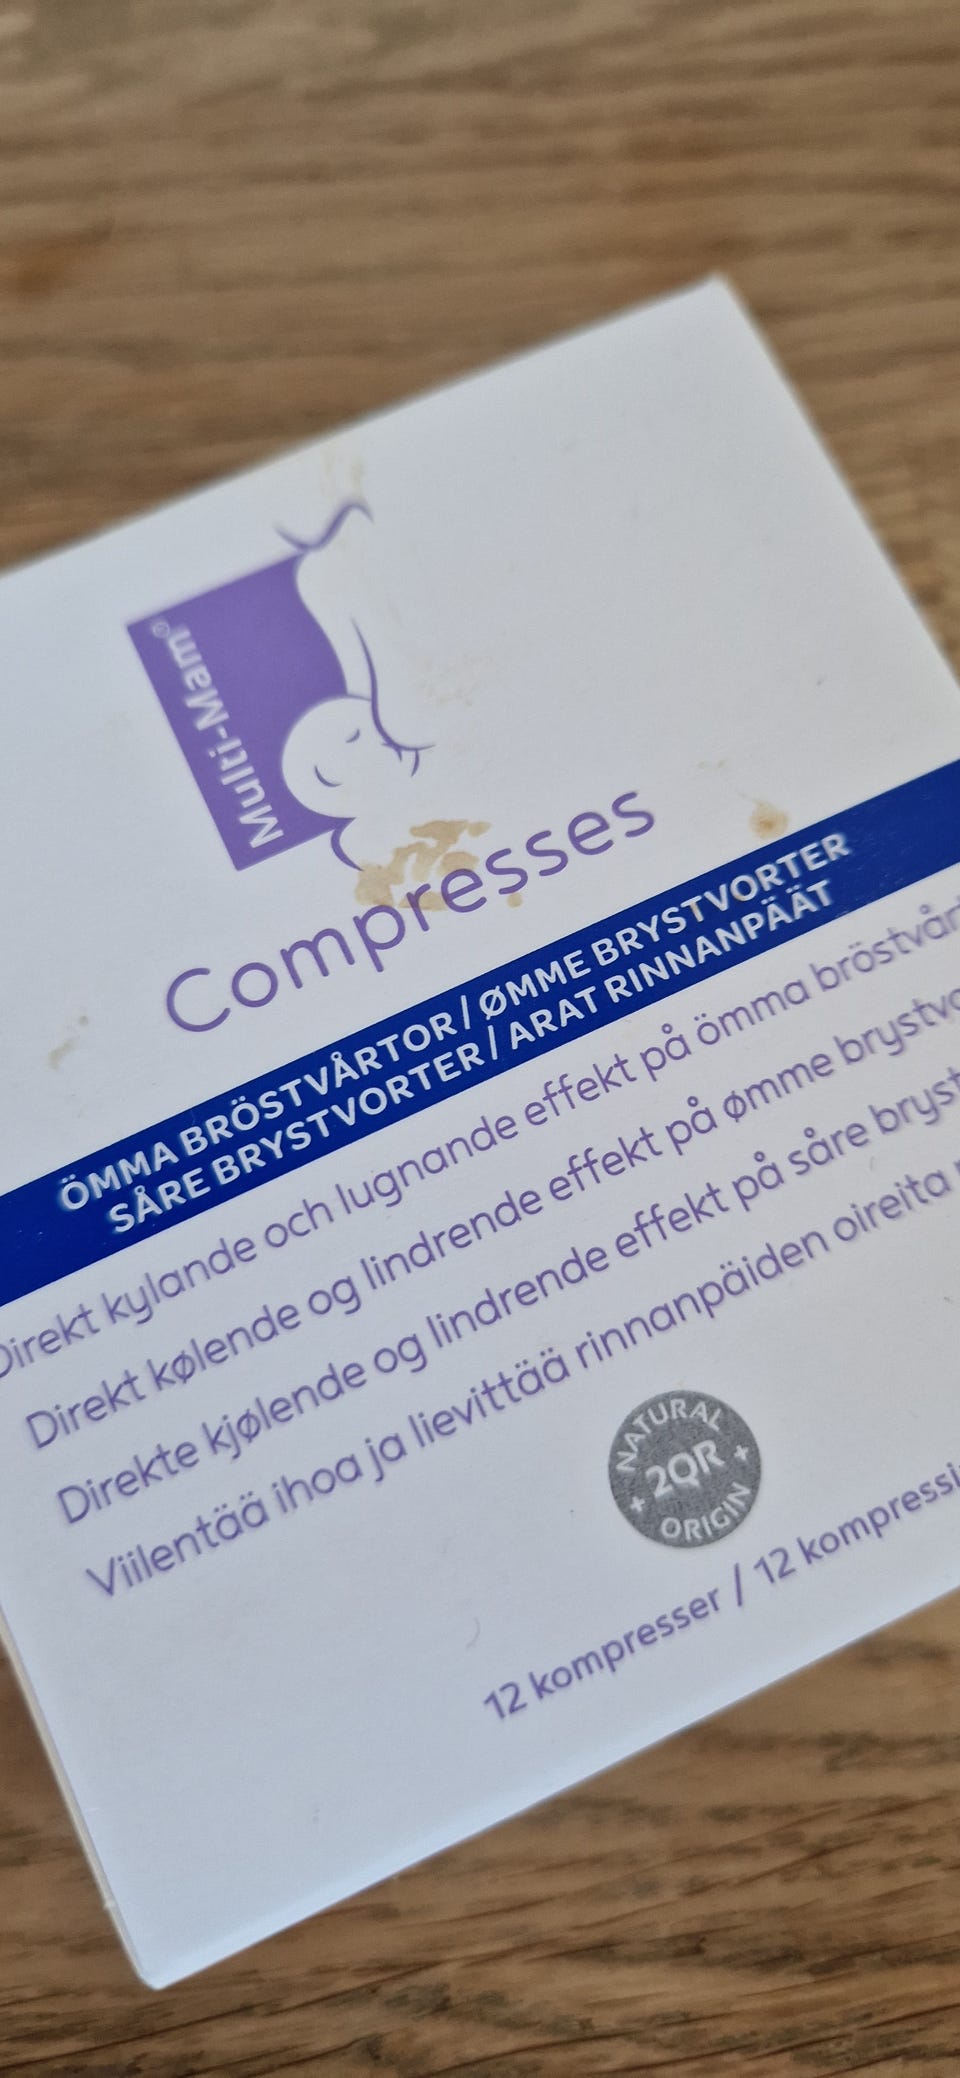 Multi-Mam®
Compresses
ÖMMA BRÖSTVÅRTOR / ØMME BRYSTVORTER
SÅRE BRYSTVORTER / ARAT RINNANPÄÄT
Direkt kylande och lugnande effekt på ömma
Direkt kølende og lindrende effekt på ømme
Direkte kjølende og lindrende effekt på såre
Viilentää ihoa ja lievittää rinnanpäiden oireita
NATURAL
2QR
ORIGIN
12 kompresser / 12